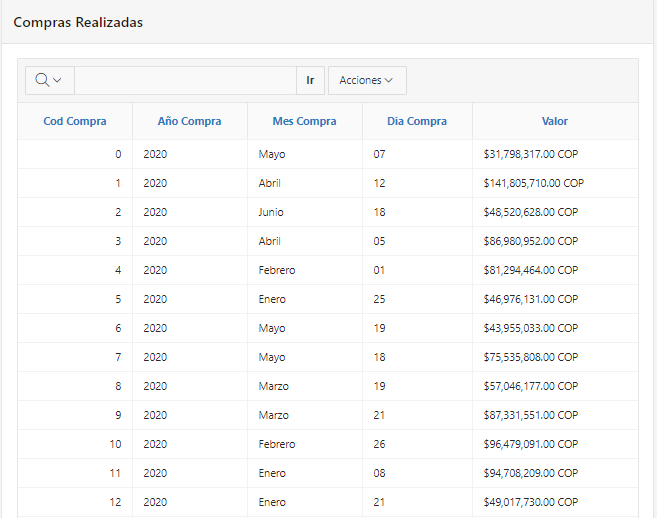 Compras Realizadas
Ir Acciones
Cod Compra Año Compra Mes Compra Dia Compra Valor
0 2020 Mayo 07 $31,798,317.00 COP
1 2020 Abril 12 $141,805,710.00 COP
2 2020 Junio 18 $48,520,628.00 COP
3 2020 Abril 05 $86,980,952.00 COP
4 2020 Febrero 01 $81,294,464.00 COP
5 2020 Enero 25 $46,976,131.00 COP
6 2020 Mayo 19 $43,955,033.00 COP
7 2020 Mayo 18 $75,535,808.00 COP
8 2020 Marzo 19 $57,046,177.00 COP
9 2020 Marzo 21 $87,331,551.00 COP
10 2020 Febrero 26 $96,479,091.00 COP
11 2020 Enero 08 $94,708,209.00 COP
12 2020 Enero 21 $49,017,730.00 COP